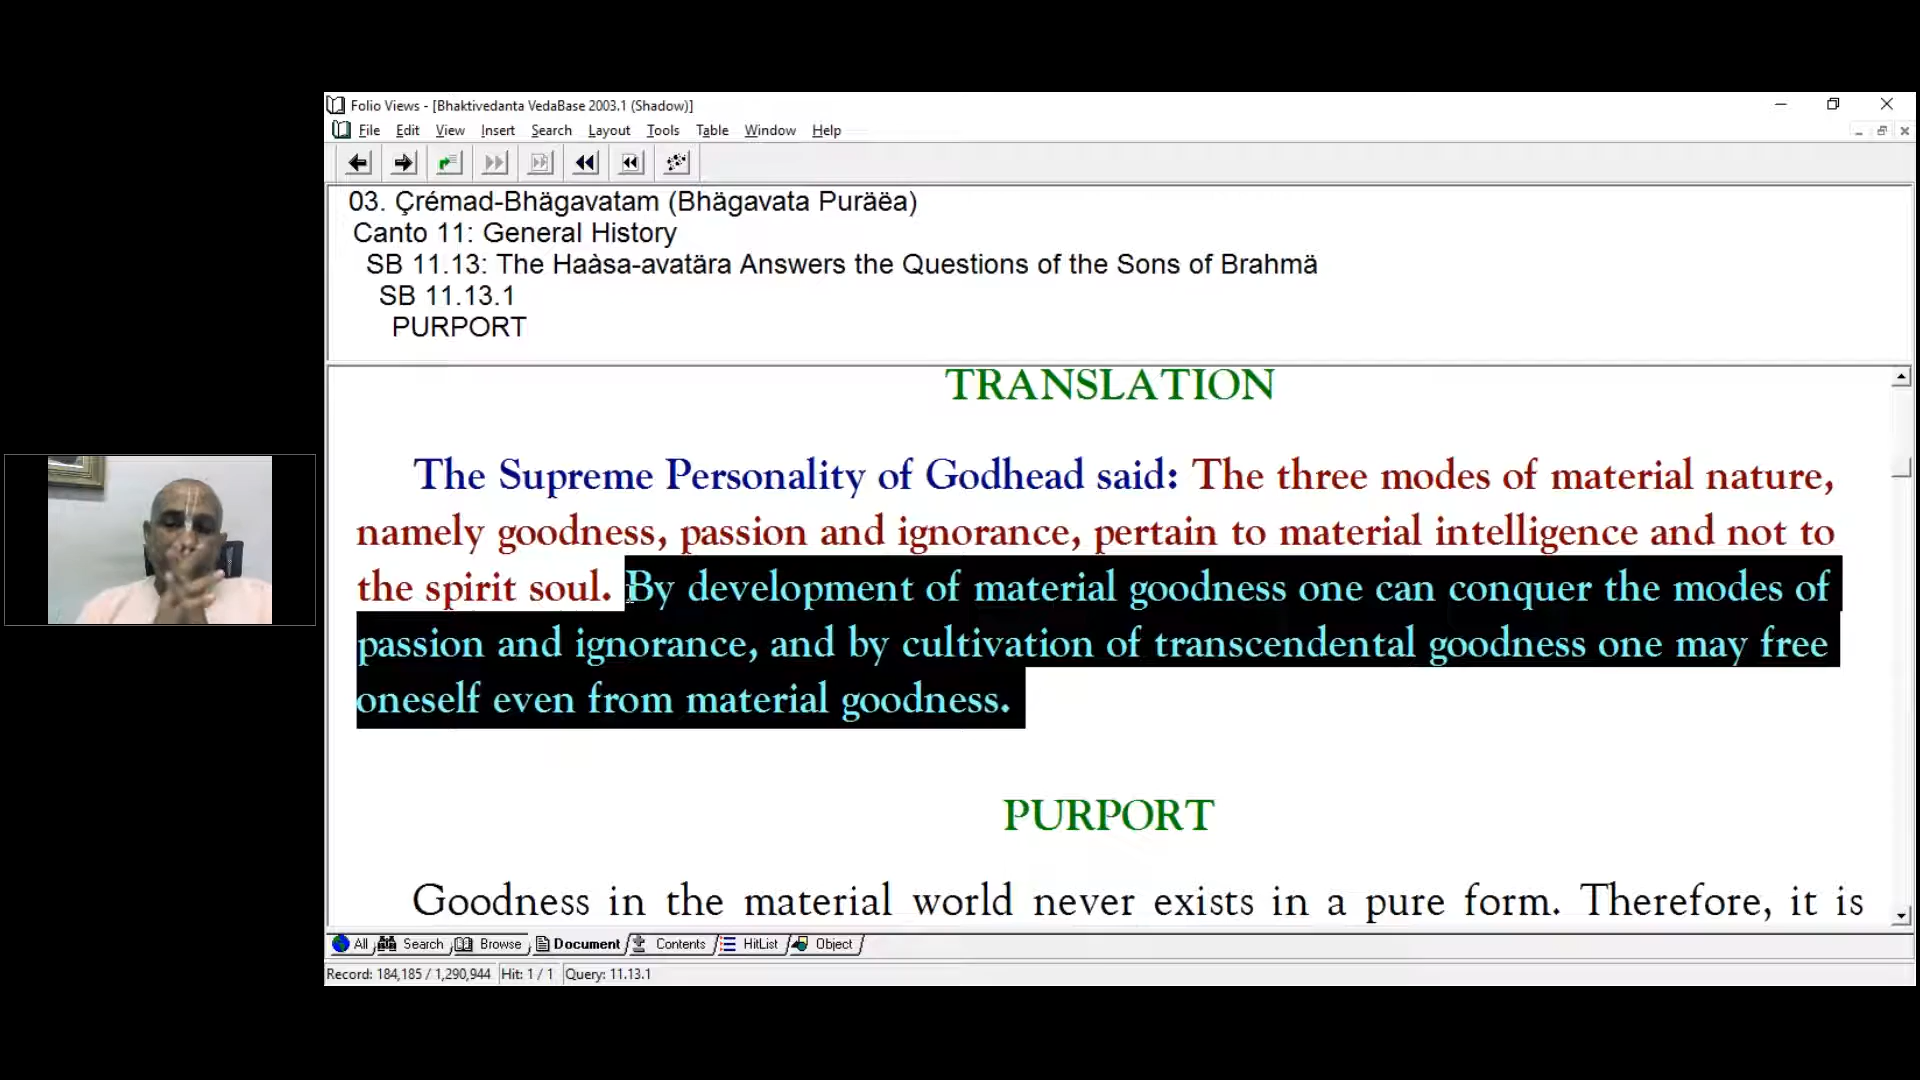 Folio Views - [Bhaktivedanta VedaBase 2003.1 (Shadow)]
File Edit View Insert Search Layout Tools Table Window Help
03. Çrémad-Bhägavatam (Bhägavata Puräëa)
Canto 11: General History
SB 11.13: The Haàsa-avatära Answers the Questions of the Sons of Brahmä
SB 11.13.1
PURPORT
TRANSLATION
The Supreme Personality of Godhead said: The three modes of material nature,
namely goodness, passion and ignorance, pertain to material intelligence and not to
the spirit soul. By development of material goodness one can conquer the modes of
passion and ignorance, and by cultivation of transcendental goodness one may free
oneself even from material goodness.
PURPORT
Goodness in the material world never exists in a pure form. Therefore, it is
All Search Browse Document Contents HitList Object
Record: 184,185 / 1,290,944 Hit: 1 / 1 Query: 11.13.1